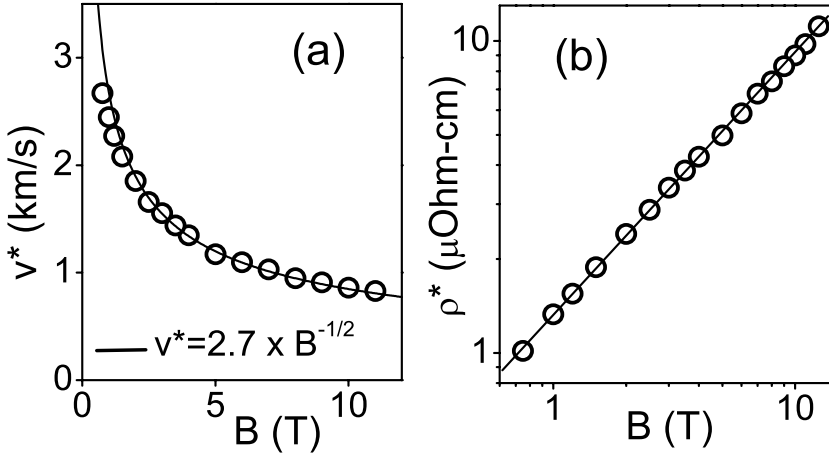 (a)
3
2
1
0
v* (km/s)
v*=2.7 x B^-1/2
0 5 10
B (T)
(b)
10
1
ρ* (μOhm-cm)
1 10
B (T)